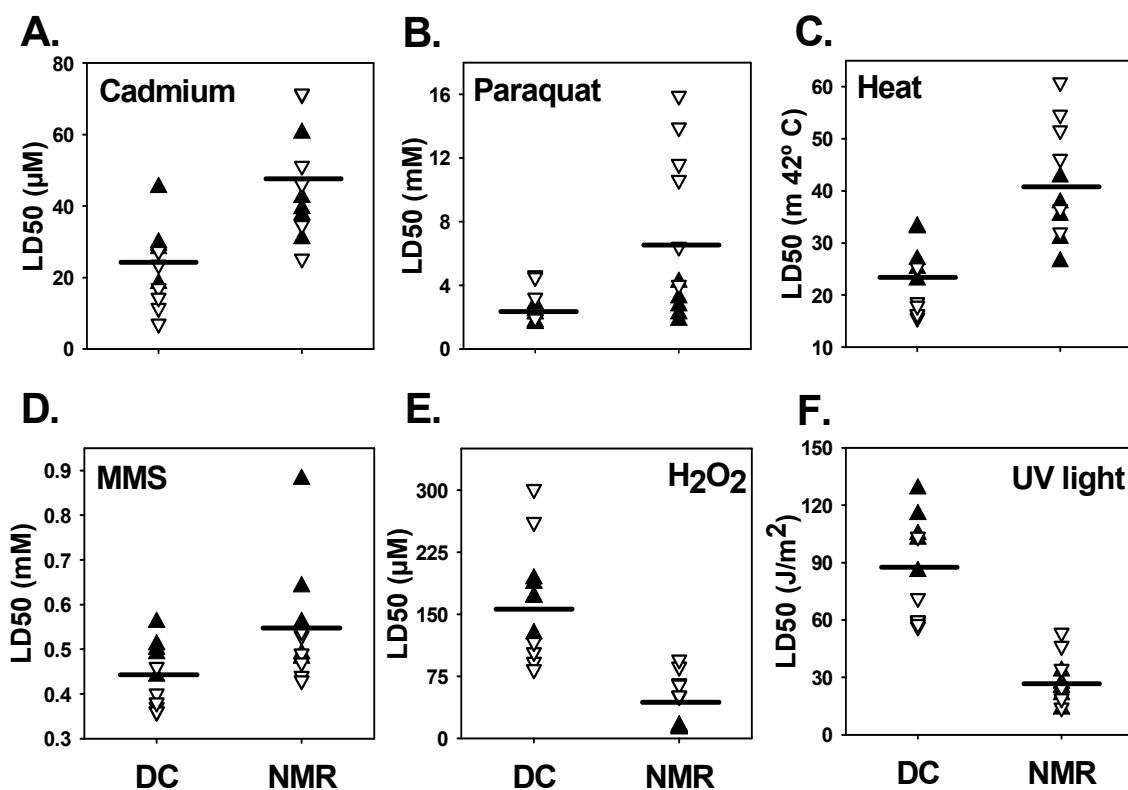 A.
Cadmium
LD50 (µM)
80
60
40
20
0
B.
Paraquat
LD50 (mM)
16
12
8
4
0
C.
Heat
LD50 (m 42º C)
60
50
40
30
20
10
D.
MMS
LD50 (mM)
0.9
0.8
0.7
0.6
0.5
0.4
0.3
DC NMR
E.
H₂O₂
LD50 (µM)
300
225
150
75
0
DC NMR
F.
UV light
LD50 (J/m²)
150
120
90
60
30
0
DC NMR